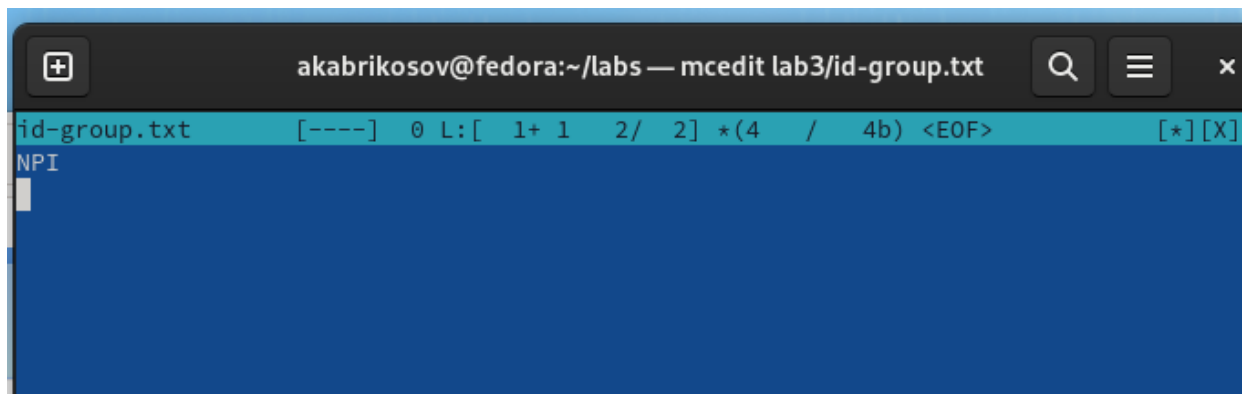 akabrikosov@fedora:~/labs — mcedit lab3/id-group.txt
id-group.txt [----] 0 L:[ 1+ 1 2/ 2] *(4 / 4b) <EOF> [*][X]
NPI